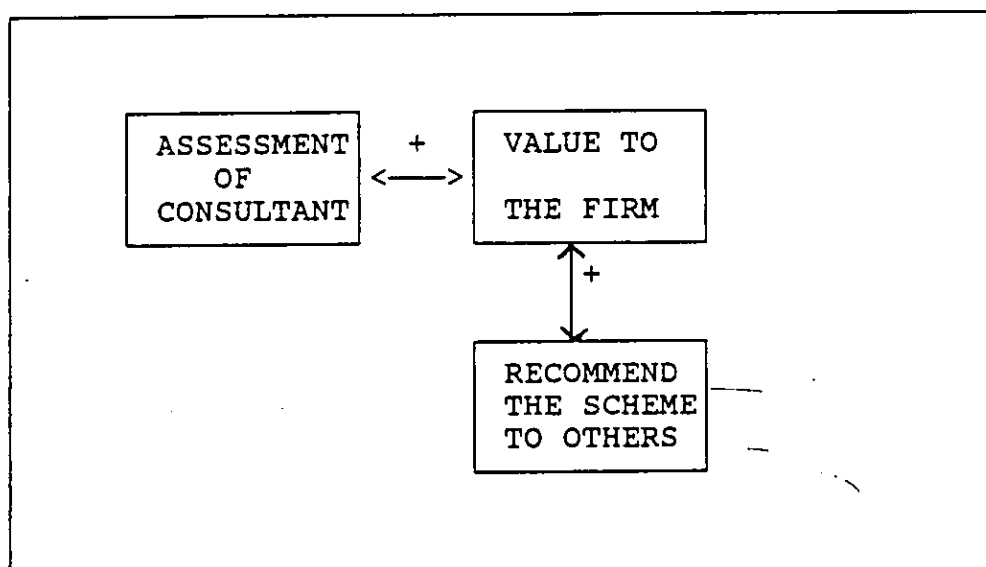 ASSESSMENT
OF
CONSULTANT
+
VALUE TO
THE FIRM
+
RECOMMEND
THE SCHEME
TO OTHERS